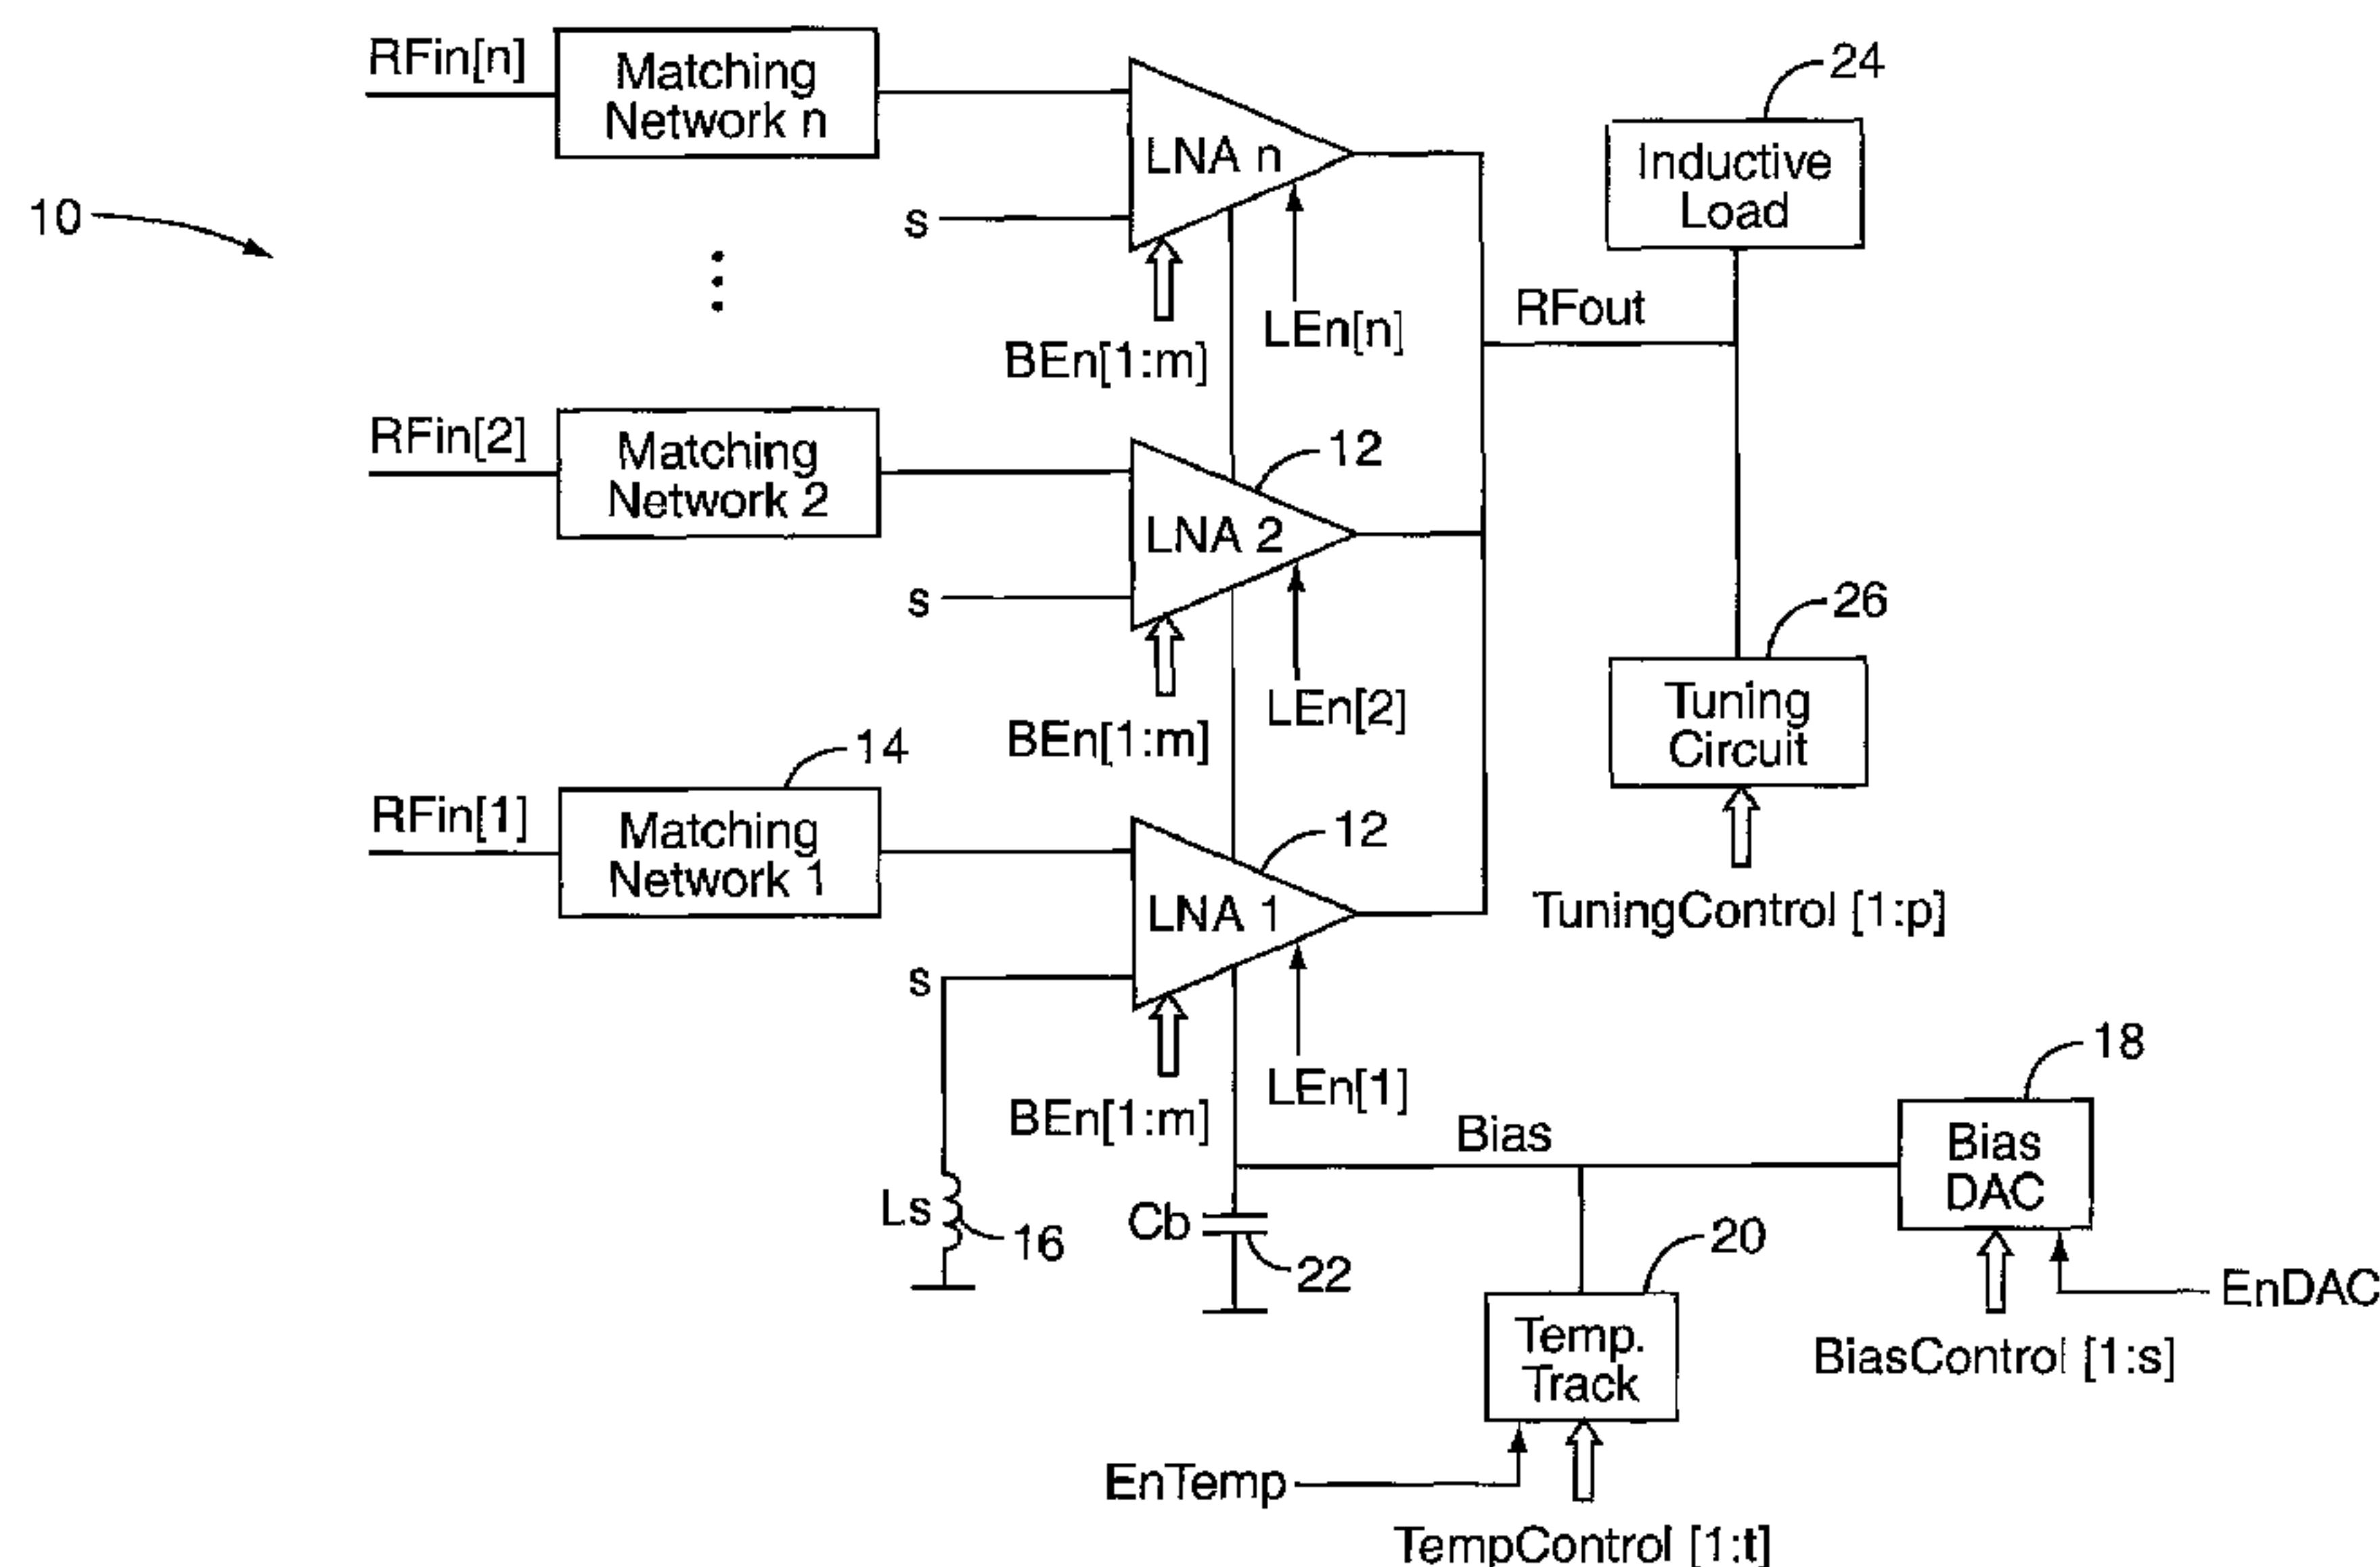 RFin[n]
Matching
Network n
LNA n
24
Inductive
Load
10
s
RFout
LEn[n]
BEn[1:m]
RFin[2]
Matching
Network 2
12
LNA 2
s
26
LEn[2]
BEn[1:m]
Tuning
Circuit
14
RFin[1]
Matching
Network 1
12
LNA 1
TuningControl [1:p]
s
18
LEn[1]
BEn[1:m]
Bias
Bias
DAC
Ls
16
Cb
22
20
EnDAC
Temp.
Track
BiasControl [1:s]
EnTemp
TempControl [1:t]